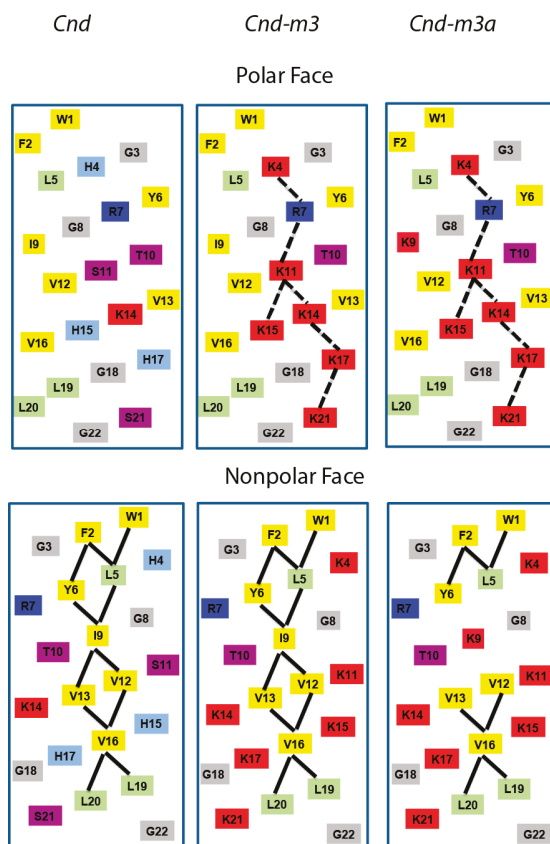 Cnd Cnd-m3 Cnd-m3a
Polar Face
W1
F2
G3
H4
L5
Y6
R7
G8
I9
T10
S11
V12
V13
K14
H15
V16
H17
G18
L19
L20
S21
G22
W1
F2
G3
K4
L5
Y6
R7
G8
I9
T10
K11
V12
V13
K14
K15
V16
K17
G18
L19
L20
K21
G22
W1
F2
G3
K4
L5
Y6
R7
G8
K9
T10
K11
V12
K14
K15
V16
K17
G18
L19
L20
K21
G22
Nonpolar Face
W1
F2
G3
H4
L5
Y6
R7
G8
I9
T10
S11
V12
V13
K14
H15
V16
H17
G18
L19
L20
S21
G22
W1
F2
G3
K4
L5
Y6
R7
G8
I9
T10
K11
V12
V13
K14
K15
V16
K17
G18
L19
L20
K21
G22
W1
F2
G3
K4
L5
Y6
R7
G8
K9
T10
K11
V12
V13
K14
K15
V16
K17
G18
L19
L20
K21
G22